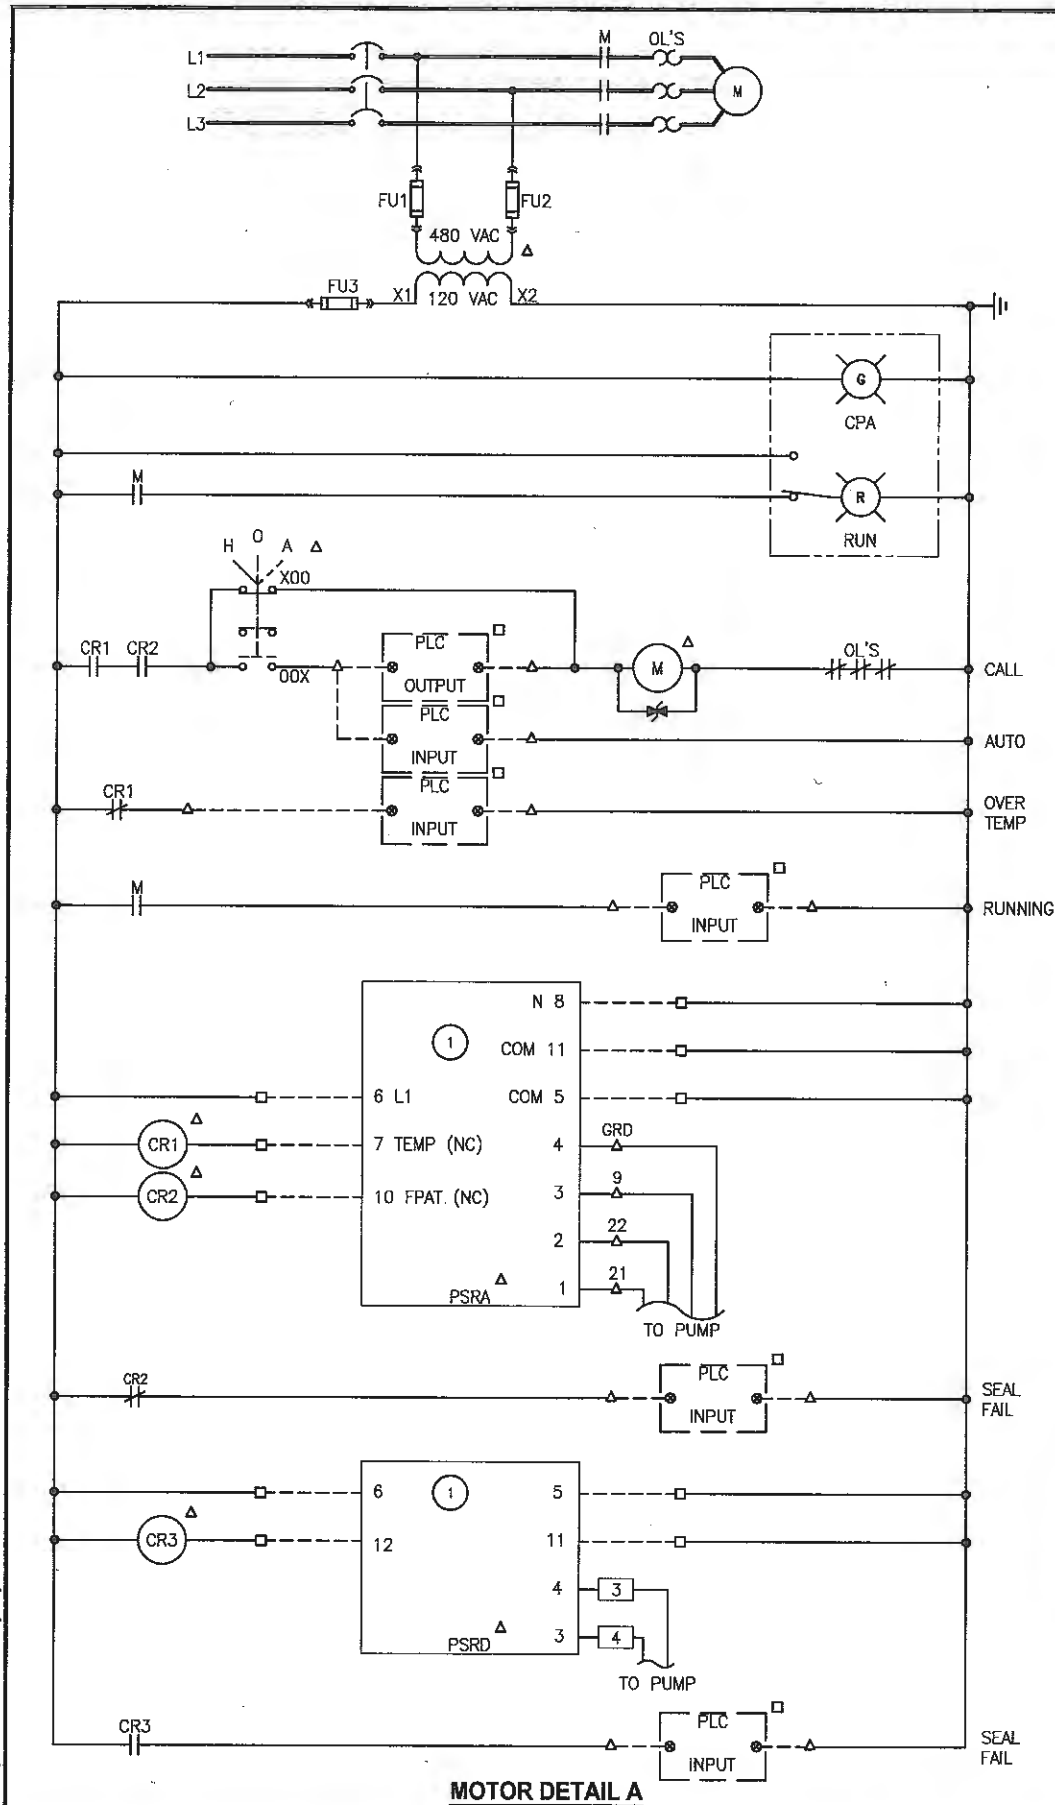 M OL'S
L1
L2
M
L3
FU1 FU2
480 VAC
FU3
X1 120 VAC X2
G
CPA
M
R
RUN
H O A
X00
CR1 CR2
00X
PLC
OUTPUT
M
OL'S
CALL
PLC
INPUT
AUTO
CR1
PLC
INPUT
OVER
TEMP
M
PLC
INPUT
RUNNING
N 8
1
COM 11
6 L1
COM 5
CR1
7 TEMP (NC)
4
GRD
CR2
10 FPAT. (NC)
3
9
2
22
PSRA
1
21
TO PUMP
CR2
PLC
INPUT
SEAL
FAIL
6
1
5
CR3
12
11
4
3
PSRD
3
4
TO PUMP
CR3
PLC
INPUT
SEAL
FAIL
MOTOR DETAIL A